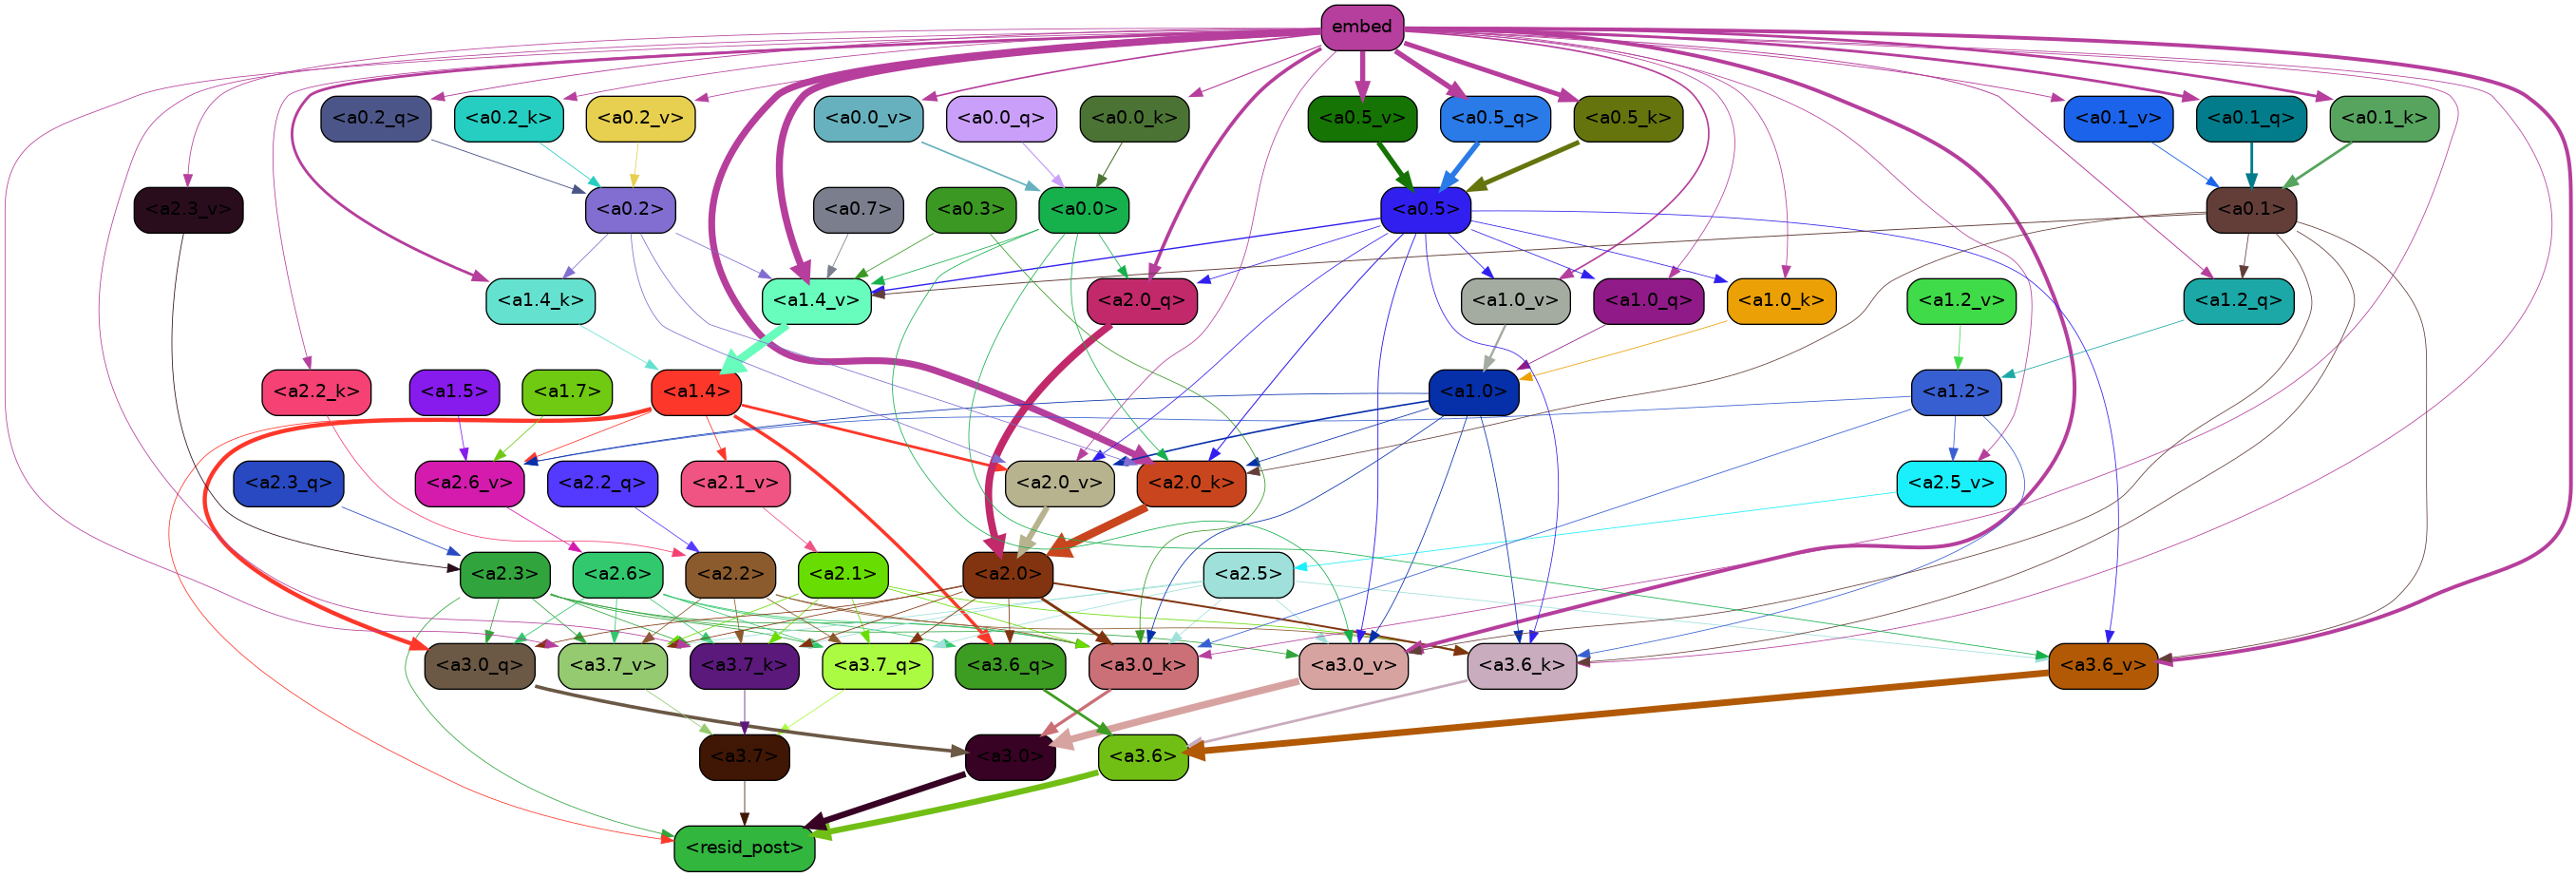 embed
<a0.2_q> <a0.2_k> <a0.2_v> <a0.0_v> <a0.0_q> <a0.0_k> <a0.5_v> <a0.5_q> <a0.5_k> <a0.1_v> <a0.1_q> <a0.1_k>
<a2.3_v> <a0.2> <a0.7> <a0.3> <a0.0> <a0.5> <a0.1>
<a1.4_k> <a1.4_v> <a2.0_q> <a1.0_v> <a1.0_q> <a1.0_k> <a1.2_v> <a1.2_q>
<a2.2_k> <a1.5> <a1.7> <a1.4> <a1.0> <a1.2>
<a2.3_q> <a2.6_v> <a2.2_q> <a2.1_v> <a2.0_v> <a2.0_k> <a2.5_v>
<a2.3> <a2.6> <a2.2> <a2.1> <a2.0> <a2.5>
<a3.0_q> <a3.7_v> <a3.7_k> <a3.7_q> <a3.6_q> <a3.0_k> <a3.0_v> <a3.6_k> <a3.6_v>
<a3.7> <a3.0> <a3.6>
<resid_post>